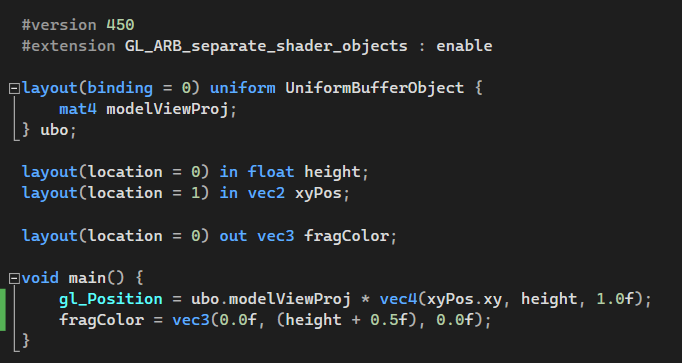 #version 450
#extension GL_ARB_separate_shader_objects : enable
layout(binding = 0) uniform UniformBufferObject {
    mat4 modelViewProj;
} ubo;
layout(location = 0) in float height;
layout(location = 1) in vec2 xyPos;
layout(location = 0) out vec3 fragColor;
void main() {
    gl_Position = ubo.modelViewProj * vec4(xyPos.xy, height, 1.0f);
    fragColor = vec3(0.0f, (height + 0.5f), 0.0f);
}